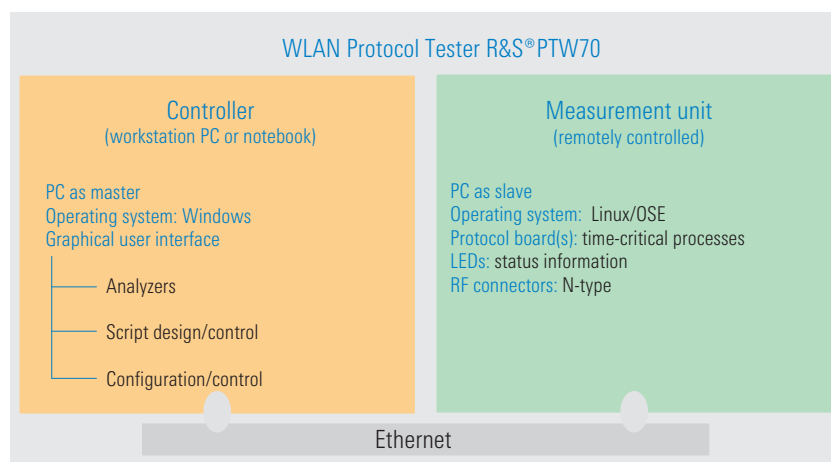 WLAN Protocol Tester R&S®PTW70
Controller
(workstation PC or notebook)
PC as master
Operating system: Windows
Graphical user interface
Analyzers
Script design/control
Configuration/control
Measurement unit
(remotely controlled)
PC as slave
Operating system: Linux/OSE
Protocol board(s): time-critical processes
LEDs: status information
RF connectors: N-type
Ethernet